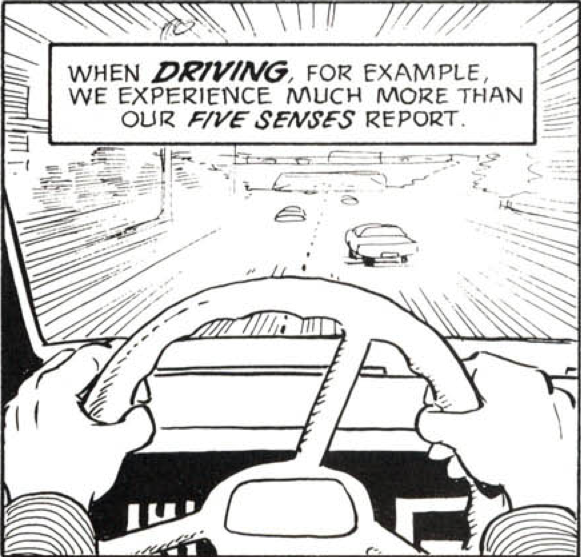 WHEN DRIVING, FOR EXAMPLE,
WE EXPERIENCE MUCH MORE THAN
OUR FIVE SENSES REPORT.